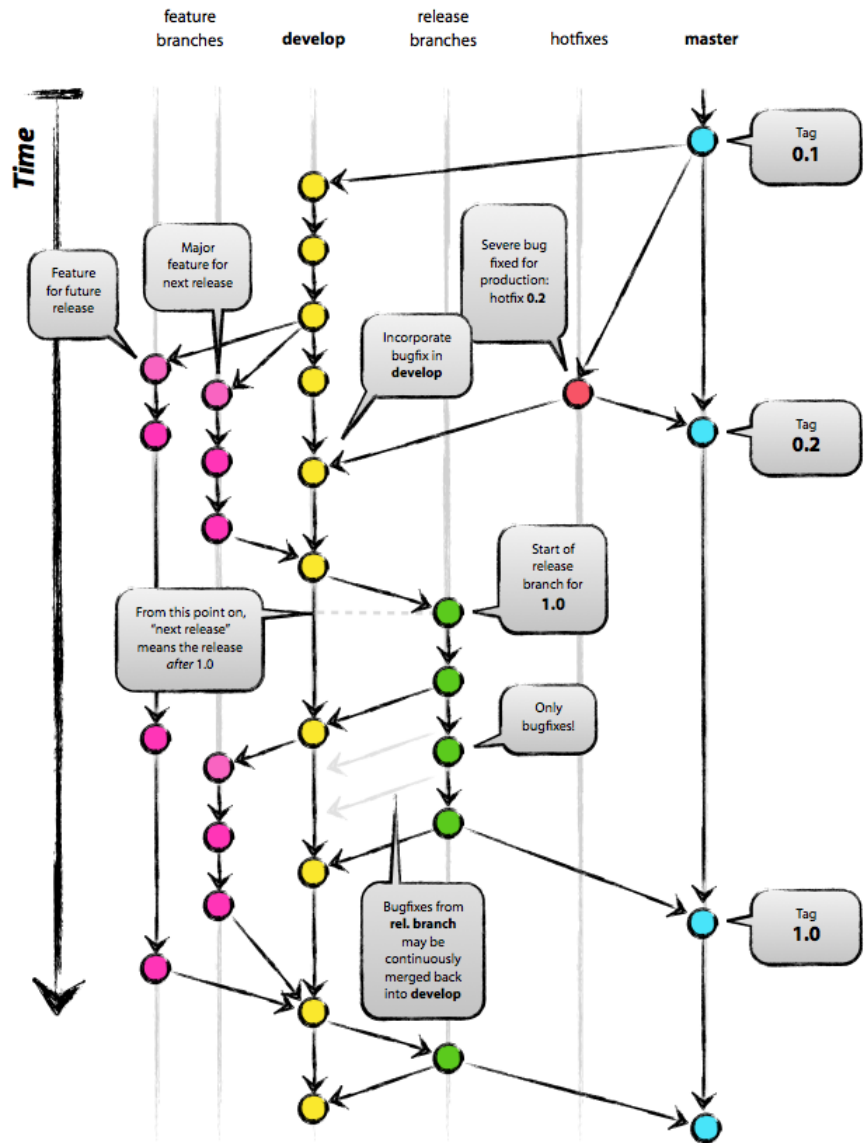 feature
branches
develop
release
branches
hotfixes
master
Time
Tag
0.1
Major
feature for
next release
Feature
for future
release
Severe bug
fixed for
production:
hotfix 0.2
Incorporate
bugfix in
develop
Tag
0.2
Start of
release
branch for
1.0
From this point on,
“next release”
means the release
after 1.0
Only
bugfixes!
Bugfixes from
rel. branch
may be
continuously
merged back
into develop
Tag
1.0